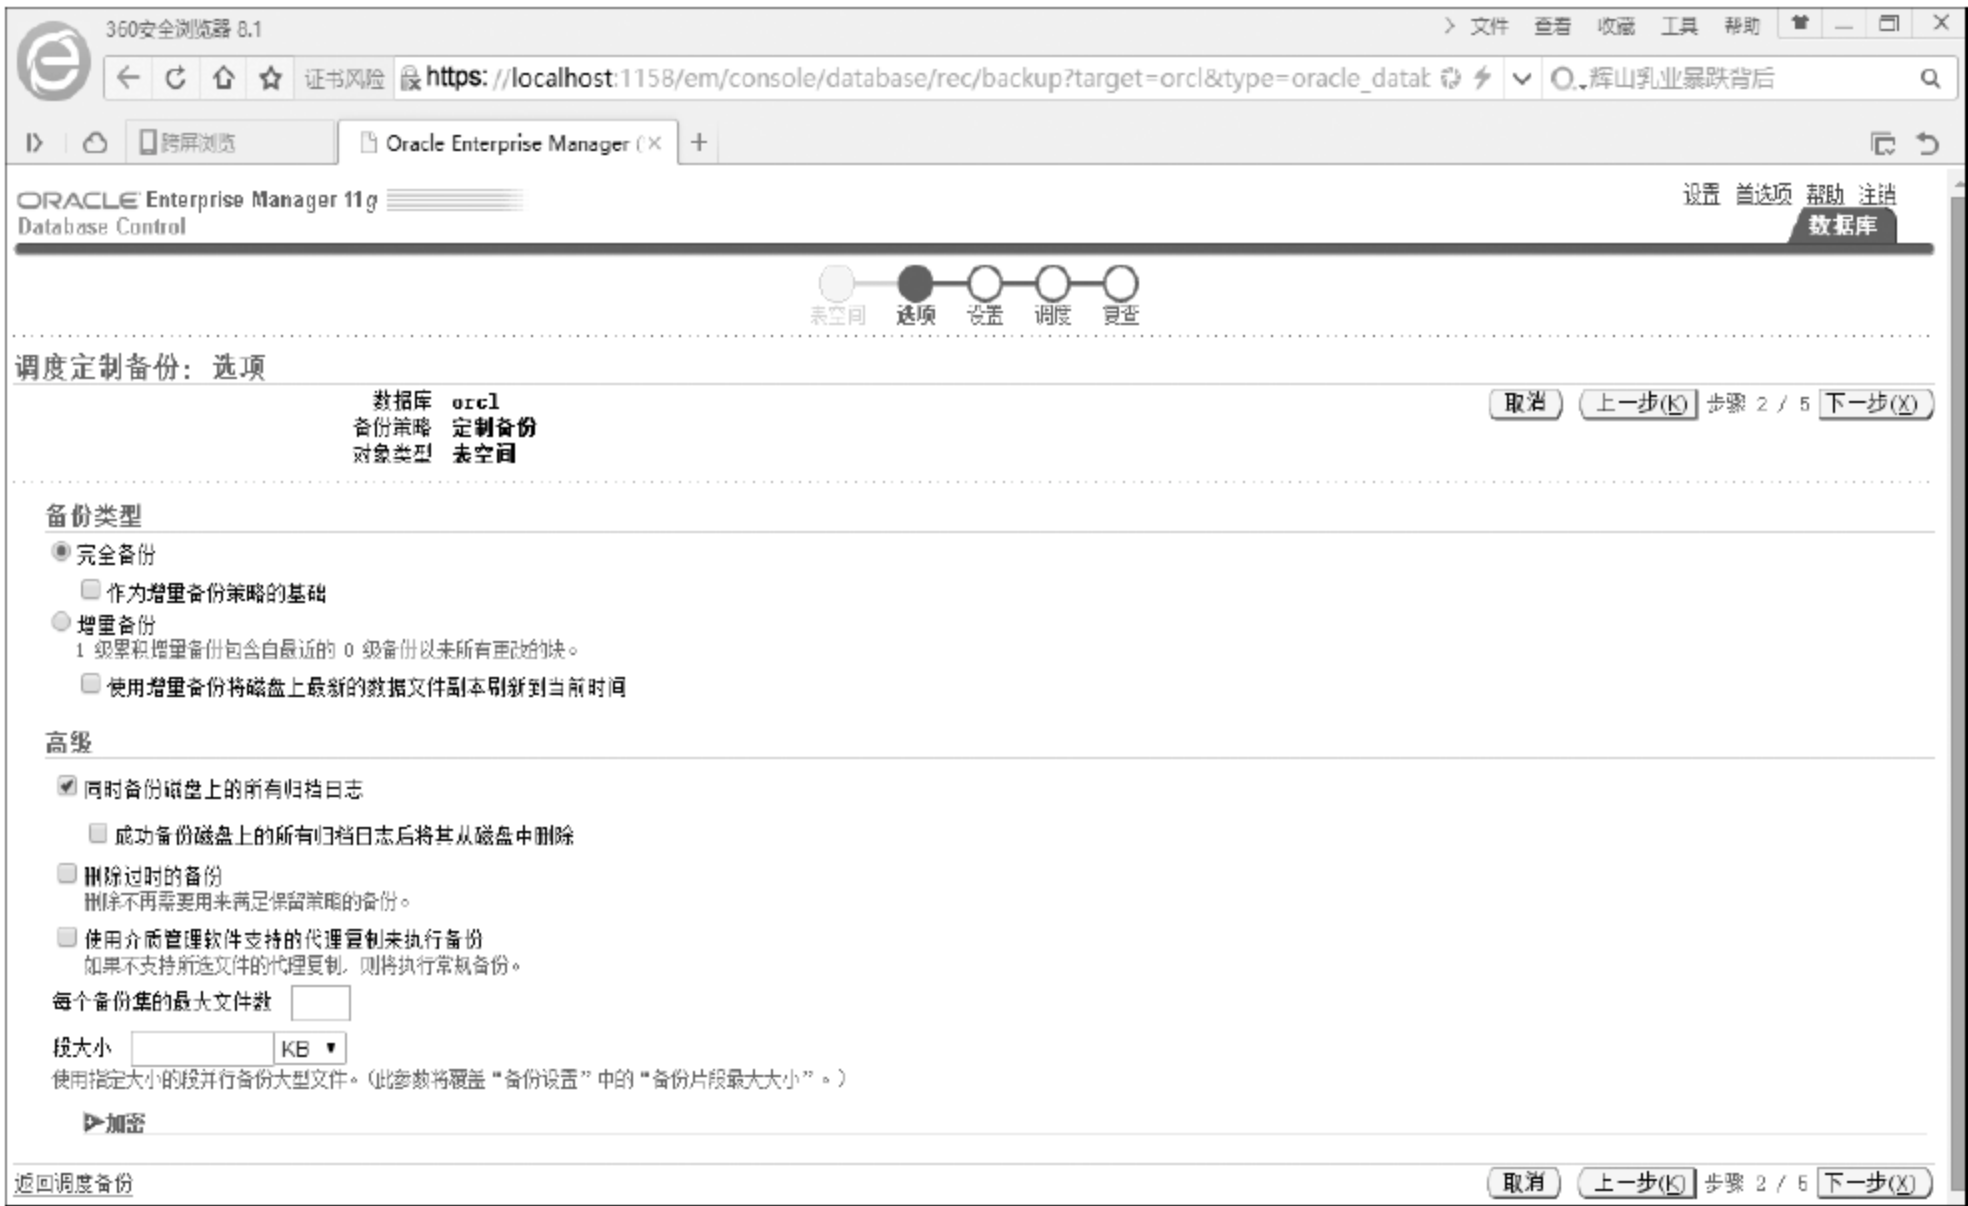 360安全浏览器 8.1
文件 查看 收藏 工具 帮助
证书风险 https://localhost:1158/em/console/database/rec/backup?target=orcl&type=oracle_datab
辉山乳业暴跌背后
跨屏浏览
Oracle Enterprise Manager (
ORACLE Enterprise Manager 11g
Database Control
设置 首选项 帮助 注销
数据库
表空间 选项 设置 调度 复查
调度定制备份: 选项
数据库 orcl
取消 上一步(K) 步骤 2 / 5 下一步(X)
备份策略 定制备份
对象类型 表空间
备份类型
完全备份
作为增量备份策略的基础
增量备份
1 级累积增量备份包含自最近的 0 级备份以来所有更改的块。
使用增量备份将磁盘上最新的数据文件副本刷新到当前时间
高级
同时备份磁盘上的所有归档日志
成功备份磁盘上的所有归档日志后将其从磁盘中删除
删除过时的备份
删除不再需要用来满足保留策略的备份。
使用介质管理软件支持的代理复制来执行备份
如果不支持所选文件的代理复制, 则将执行常规备份。
每个备份集的最大文件数
段大小 KB
使用指定大小的段并行备份大型文件。(此参数将覆盖“备份设置”中的“备份片段最大大小”。)
加密
返回调度备份
取消 上一步(K) 步骤 2 / 5 下一步(X)